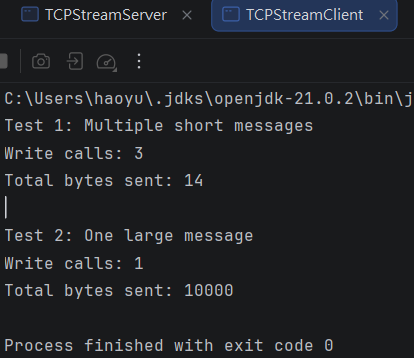 TCPStreamServer
TCPStreamClient
C:\Users\haoyu\.jdks\openjdk-21.0.2\bin\j
Test 1: Multiple short messages
Write calls: 3
Total bytes sent: 14
Test 2: One large message
Write calls: 1
Total bytes sent: 10000
Process finished with exit code 0